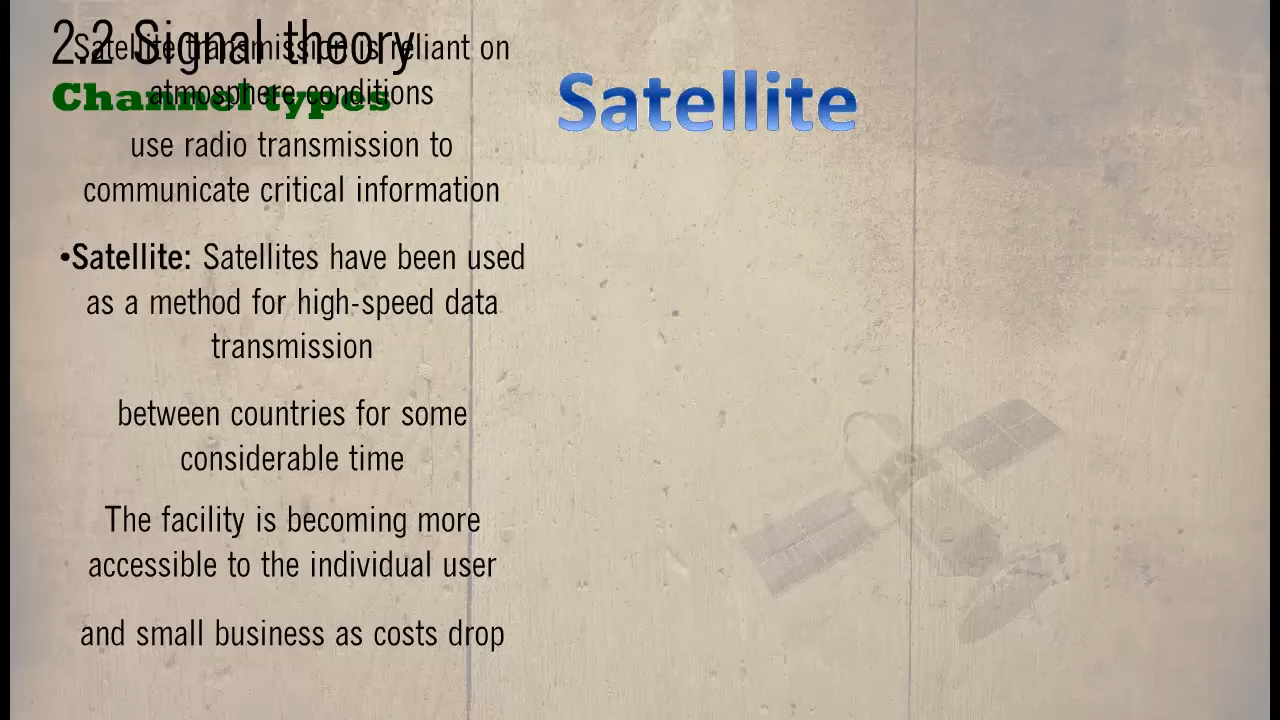 2.2 Signal theory
Channel types
Satellite
Satellite transmission is reliant on
atmosphere conditions
use radio transmission to
communicate critical information
•Satellite: Satellites have been used
as a method for high-speed data
transmission
between countries for some
considerable time
The facility is becoming more
accessible to the individual user
and small business as costs drop